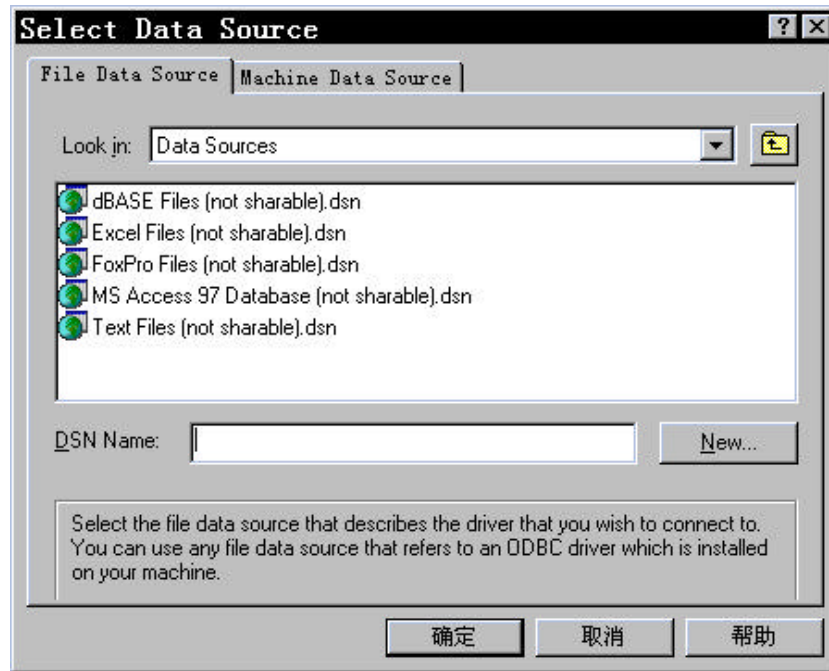 Select Data Source
File Data Source
Machine Data Source
Look in: Data Sources
dBASE Files (not sharable).dsn
Excel Files (not sharable).dsn
FoxPro Files (not sharable).dsn
MS Access 97 Database (not sharable).dsn
Text Files (not sharable).dsn
DSN Name:
New...
Select the file data source that describes the driver that you wish to connect to.
You can use any file data source that refers to an ODBC driver which is installed
on your machine.
确定 取消 帮助